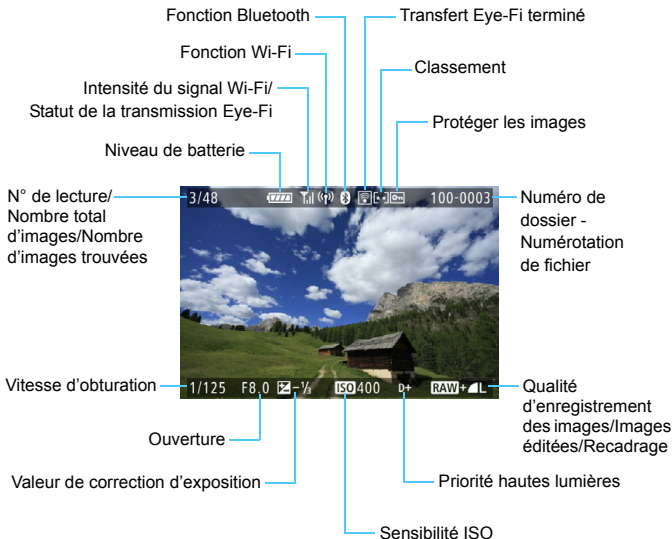 Fonction Bluetooth
Transfert Eye-Fi terminé
Fonction Wi-Fi
Classement
Intensité du signal Wi-Fi/
Statut de la transmission Eye-Fi
Protéger les images
Niveau de batterie
N° de lecture/
Nombre total
d'images/Nombre
d'images trouvées
3/48
100-0003
Numéro de
dossier -
Numérotation
de fichier
Vitesse d'obturation
1/125 F8.0 -⅓ ISO 400 D+ RAW+L
Qualité
d'enregistrement
des images/Images
éditées/Recadrage
Ouverture
Valeur de correction d'exposition
Priorité hautes lumières
Sensibilité ISO